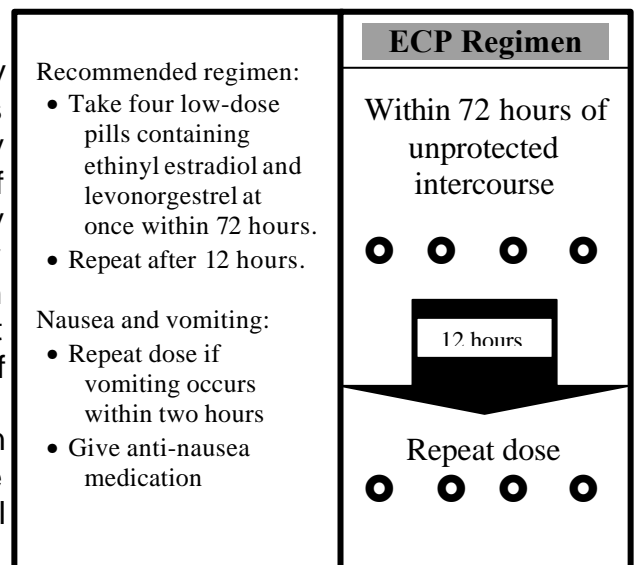 Recommended regimen:
• Take four low-dose
pills containing
ethinyl estradiol and
levonorgestrel at
once within 72 hours.
• Repeat after 12 hours.
Nausea and vomiting:
• Repeat dose if
vomiting occurs
within two hours
• Give anti-nausea
medication
ECP Regimen
Within 72 hours of
unprotected
intercourse
12 hours
Repeat dose